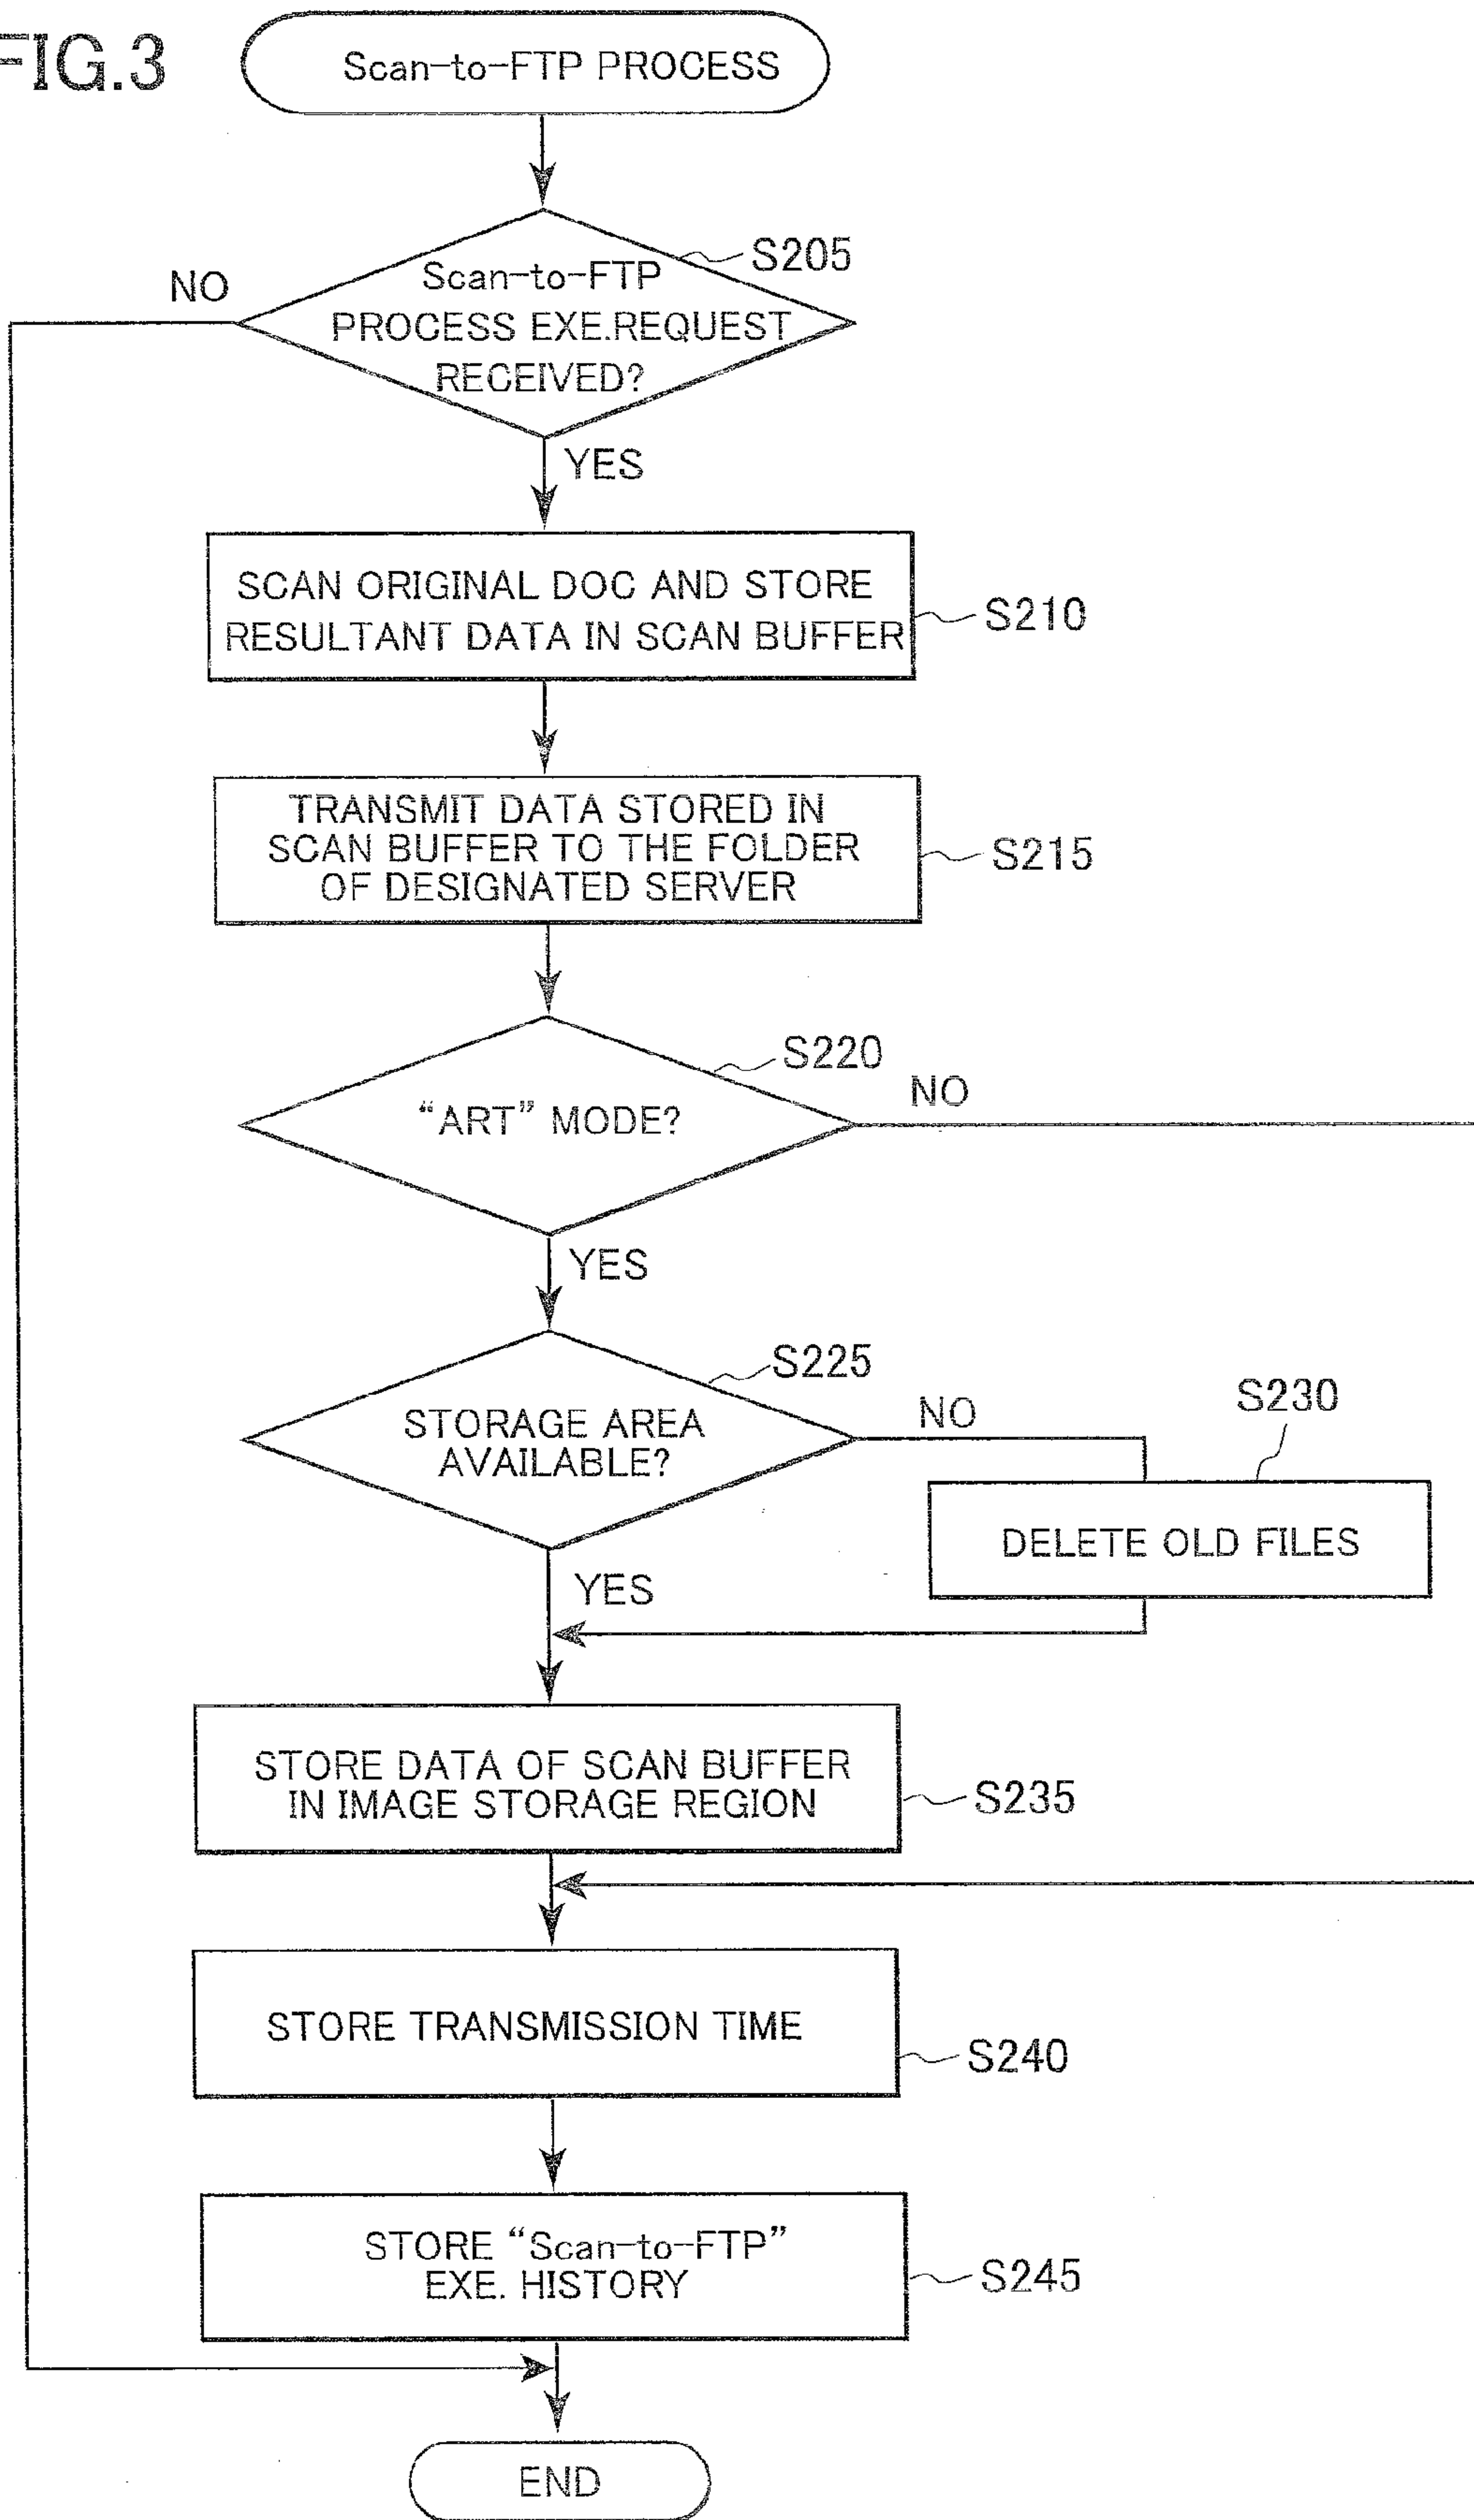 FIG.3
Scan-to-FTP PROCESS
S205
NO
Scan-to-FTP
PROCESS EXE.REQUEST
RECEIVED?
YES
SCAN ORIGINAL DOC AND STORE
RESULTANT DATA IN SCAN BUFFER
S210
TRANSMIT DATA STORED IN
SCAN BUFFER TO THE FOLDER
OF DESIGNATED SERVER
S215
S220
NO
“ART” MODE?
YES
S225
STORAGE AREA
AVAILABLE?
NO
S230
DELETE OLD FILES
YES
STORE DATA OF SCAN BUFFER
IN IMAGE STORAGE REGION
S235
STORE TRANSMISSION TIME
S240
STORE “Scan-to-FTP”
EXE. HISTORY
S245
END